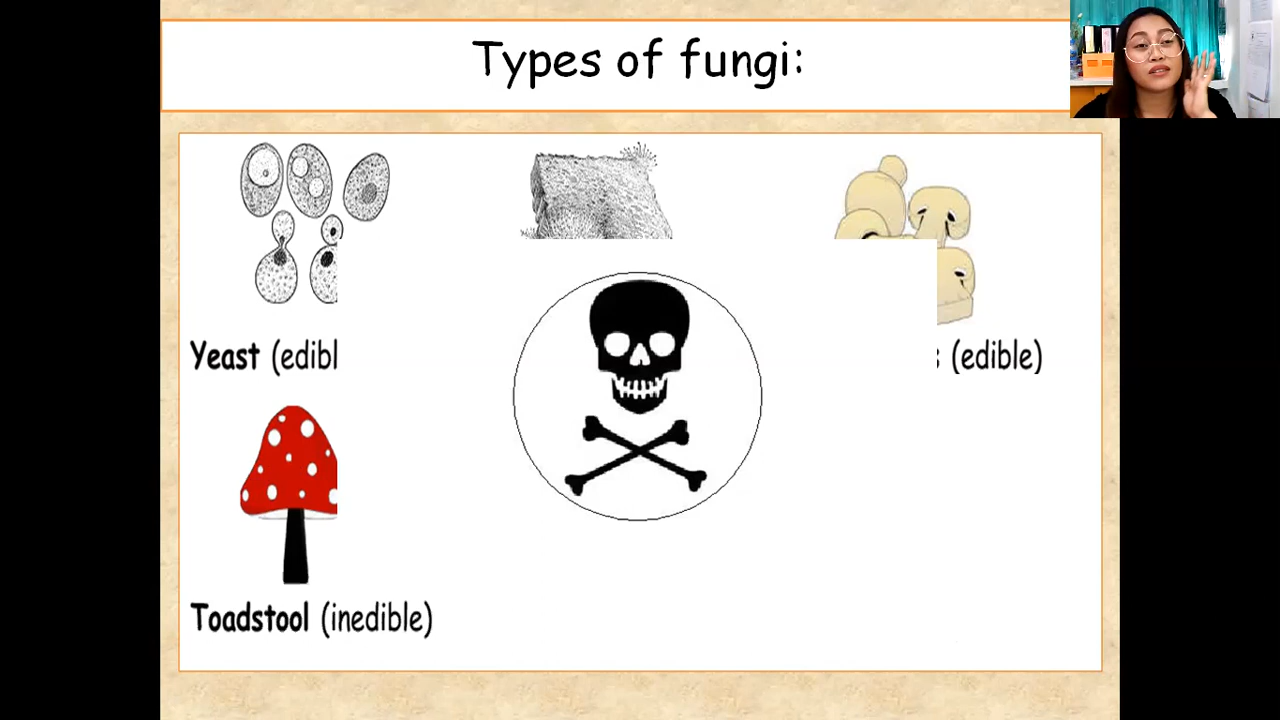 Types of fungi:
Yeast (edibl
s (edible)
Toadstool (inedible)